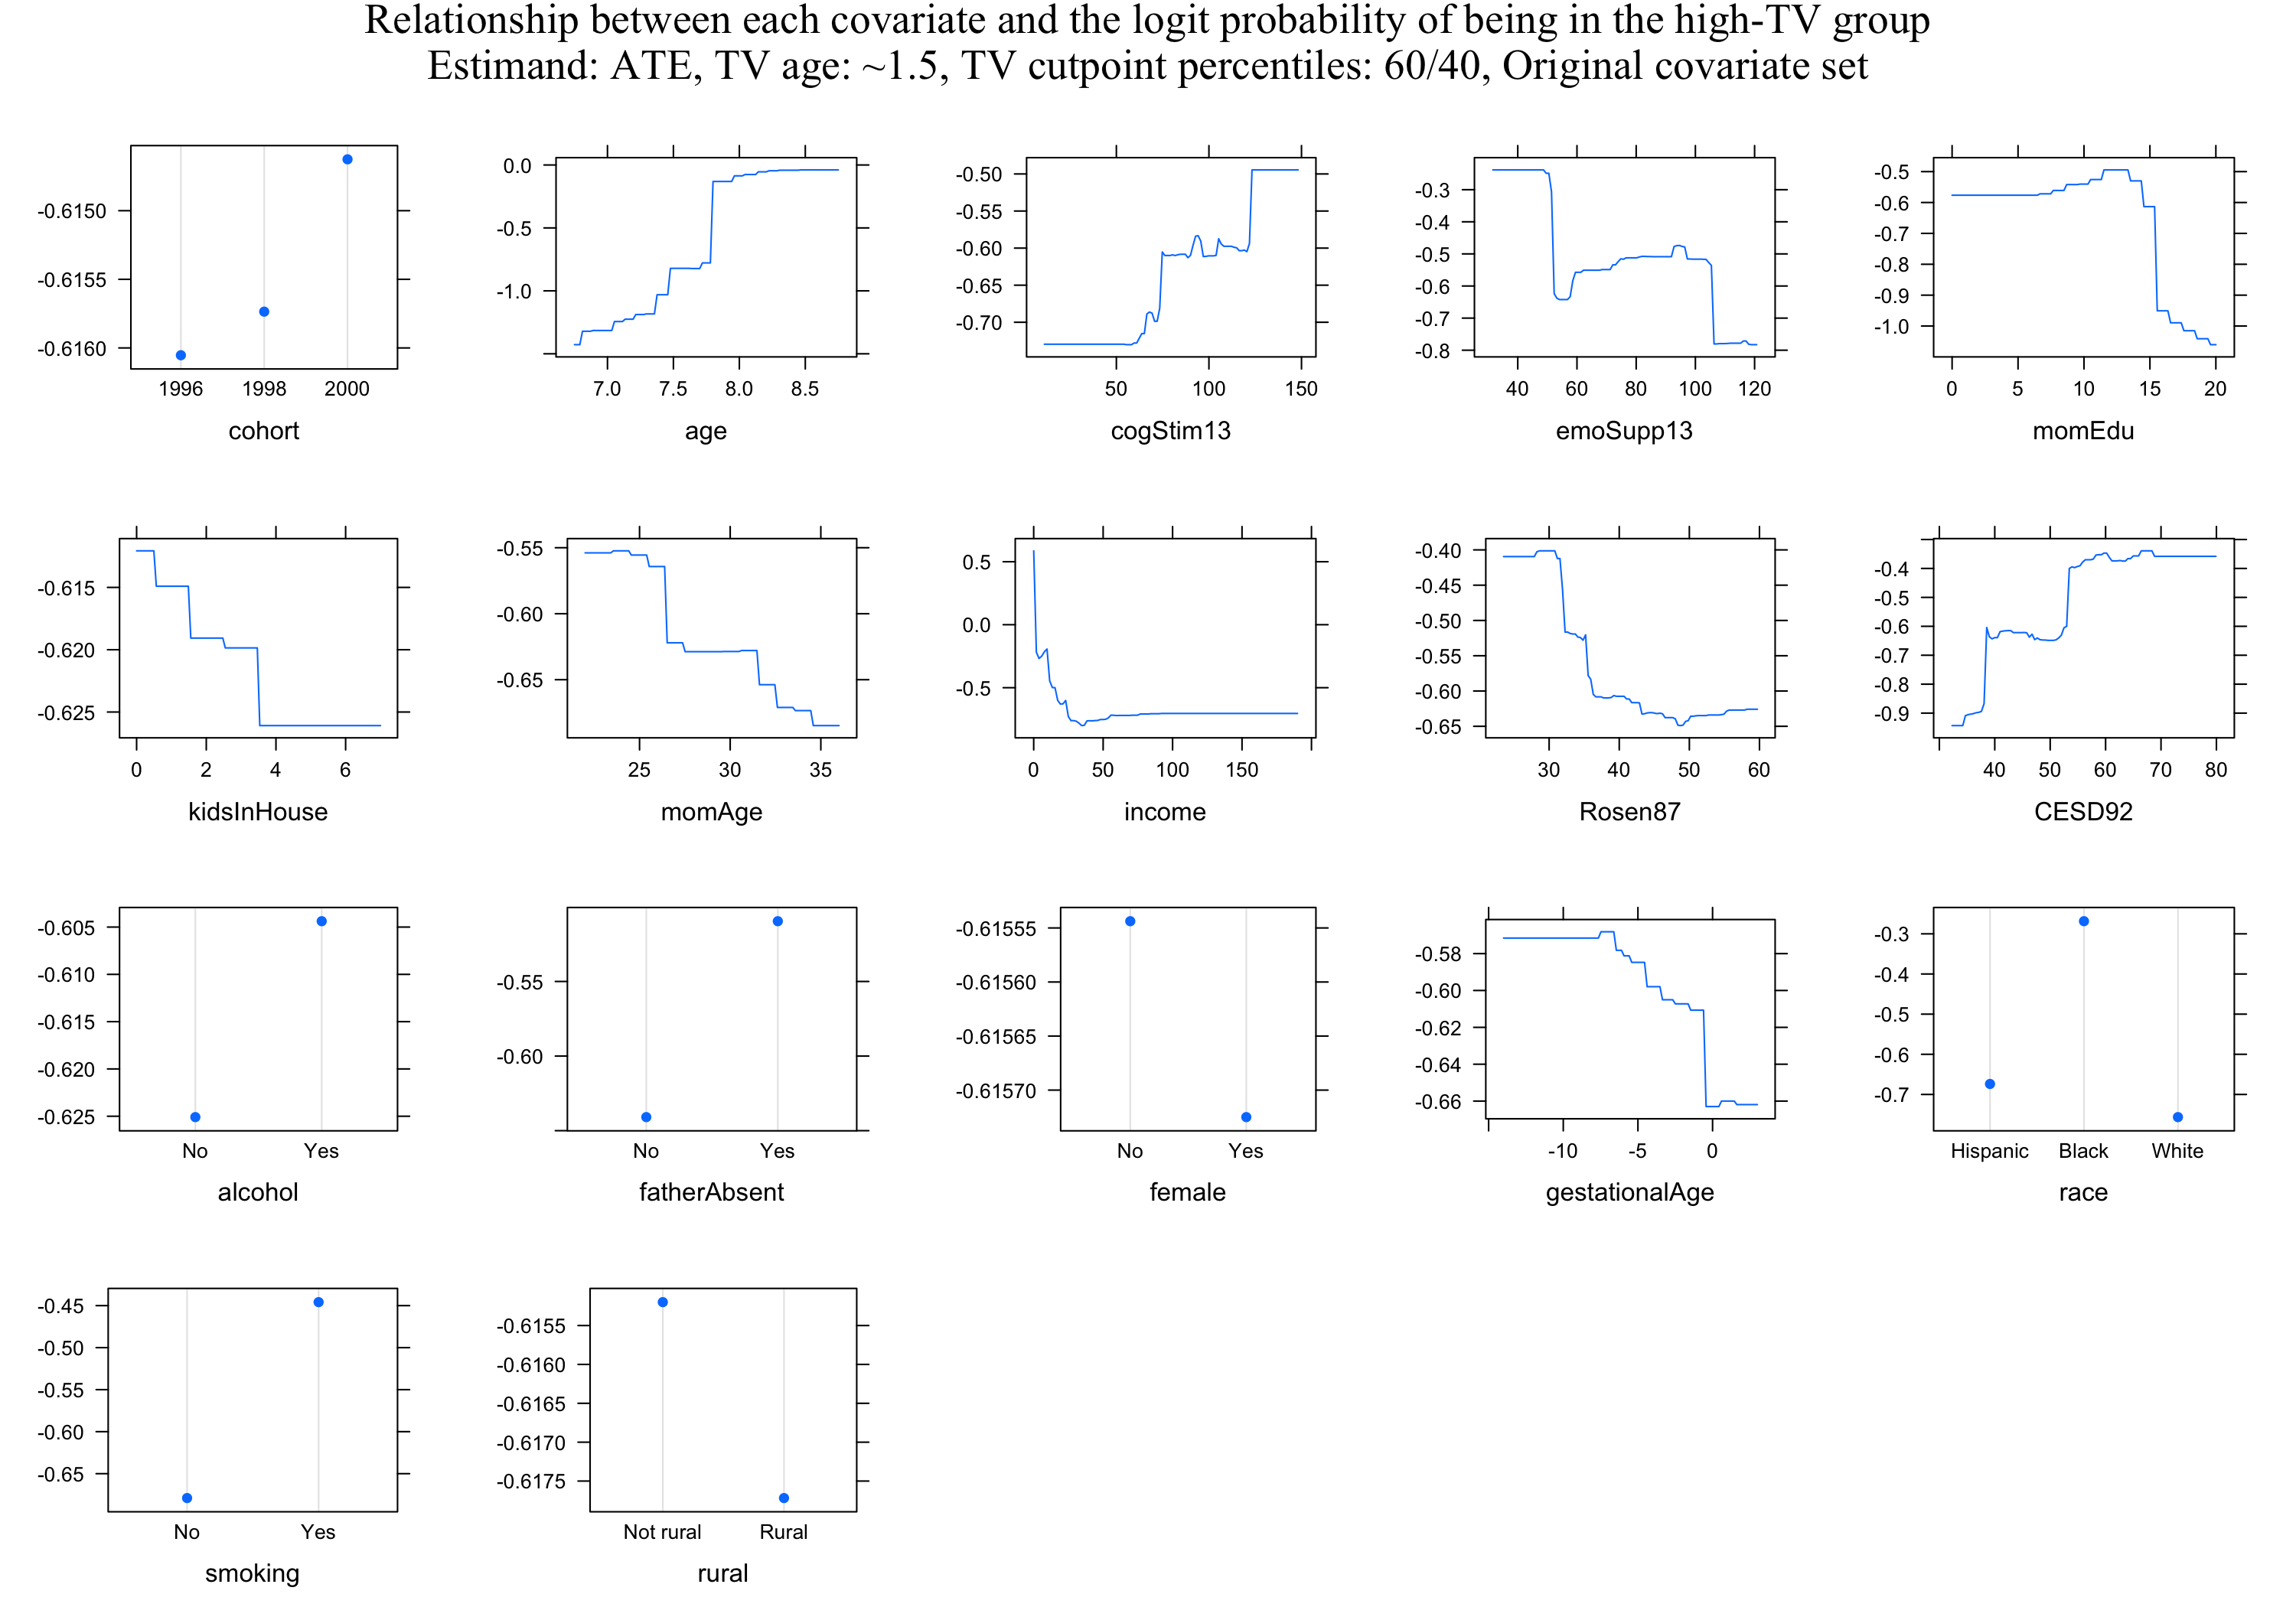 Relationship between each covariate and the logit probability of being in the high-TV group
Estimand: ATE, TV age: ~1.5, TV cutpoint percentiles: 60/40, Original covariate set
-0.6150
-0.6155
-0.6160
1996 1998 2000
cohort
0.0
-0.5
-1.0
7.0 7.5 8.0 8.5
age
-0.50
-0.55
-0.60
-0.65
-0.70
50 100 150
cogStim13
-0.3
-0.4
-0.5
-0.6
-0.7
-0.8
40 60 80 100 120
emoSupp13
-0.5
-0.6
-0.7
-0.8
-0.9
-1.0
0 5 10 15 20
momEdu
-0.615
-0.620
-0.625
0 2 4 6
kidsInHouse
-0.55
-0.60
-0.65
25 30 35
momAge
0.5
0.0
-0.5
0 50 100 150
income
-0.40
-0.45
-0.50
-0.55
-0.60
-0.65
30 40 50 60
Rosen87
-0.4
-0.5
-0.6
-0.7
-0.8
-0.9
40 50 60 70 80
CESD92
-0.605
-0.610
-0.615
-0.620
-0.625
No Yes
alcohol
-0.55
-0.60
No Yes
fatherAbsent
-0.61555
-0.61560
-0.61565
-0.61570
No Yes
female
-0.58
-0.60
-0.62
-0.64
-0.66
-10 -5 0
gestationalAge
-0.3
-0.4
-0.5
-0.6
-0.7
Hispanic Black White
race
-0.45
-0.50
-0.55
-0.60
-0.65
No Yes
smoking
-0.6155
-0.6160
-0.6165
-0.6170
-0.6175
Not rural Rural
rural